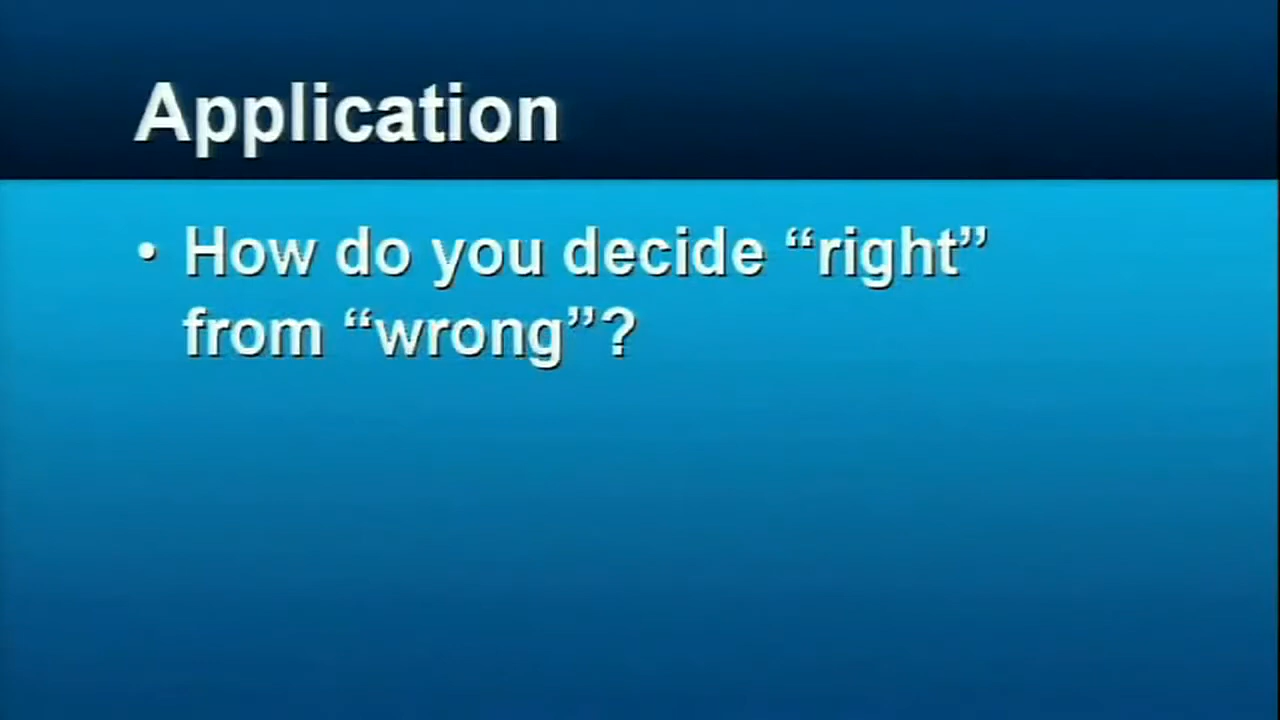 Application
• How do you decide “right”
from “wrong”?